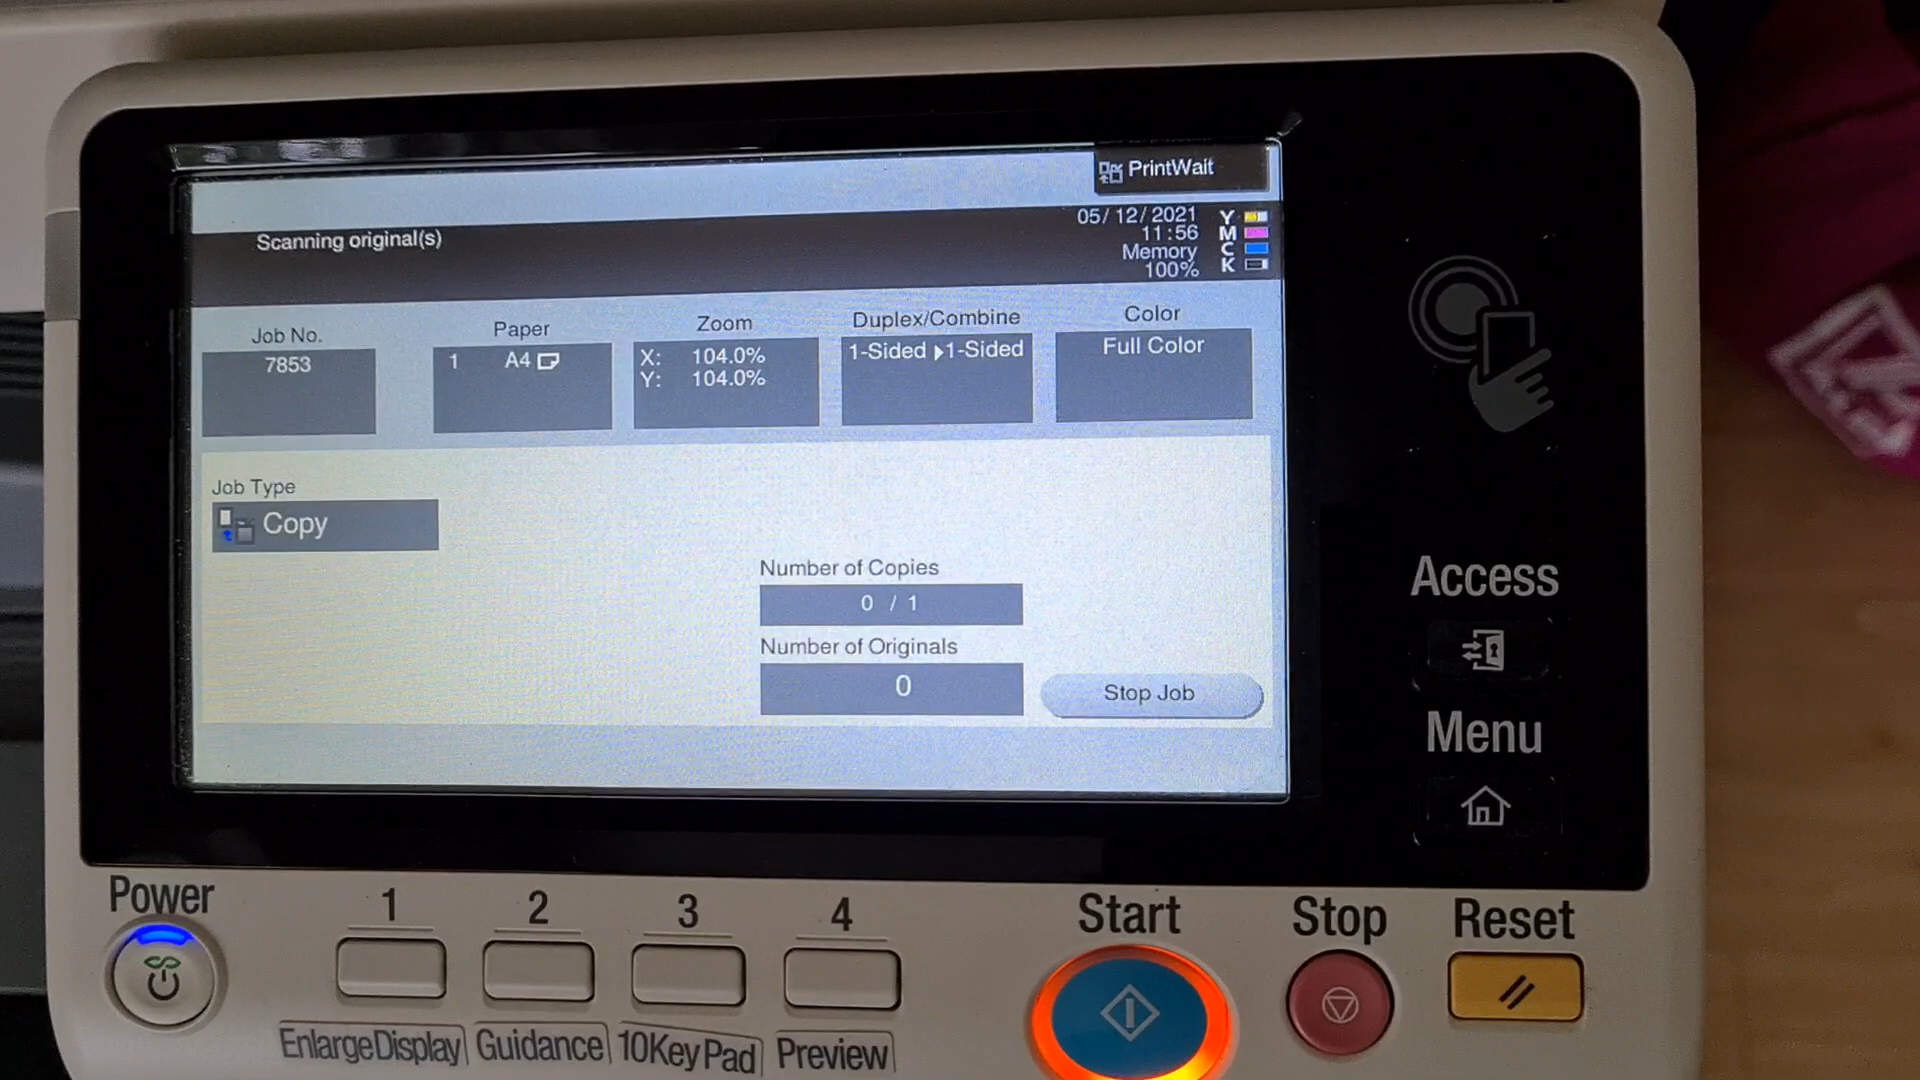 PrintWait
Scanning original(s)
05/12/2021
11:56
Memory
100%
Y
M
C
K
Job No.
7853
Paper
1 A4
Zoom
X: 104.0%
Y: 104.0%
Duplex/Combine
1-Sided ▸1-Sided
Color
Full Color
Job Type
Copy
Number of Copies
0 / 1
Number of Originals
0
Stop Job
Access
Menu
Power
1
2
3
4
Start
Stop
Reset
EnlargeDisplay
Guidance
10KeyPad
Preview